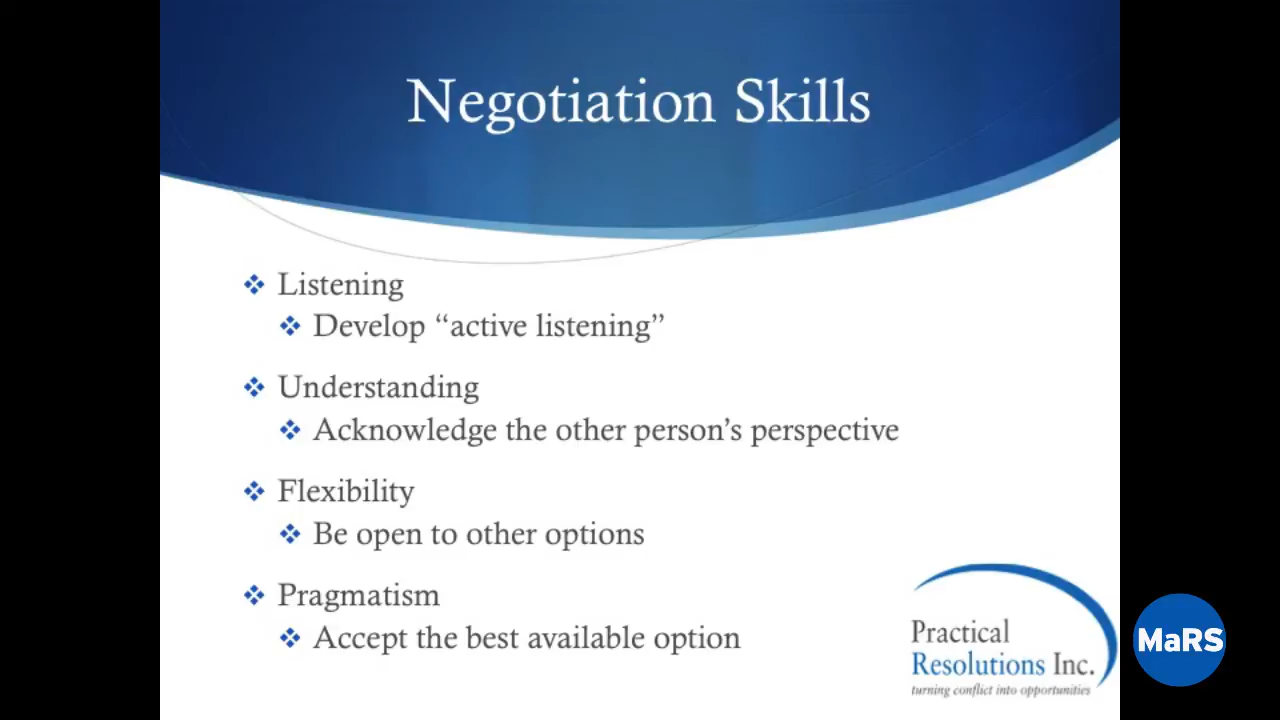 Negotiation Skills
Listening
Develop “active listening”
Understanding
Acknowledge the other person’s perspective
Flexibility
Be open to other options
Pragmatism
Accept the best available option
Practical
Resolutions Inc.
turning conflict into opportunities
MaRS